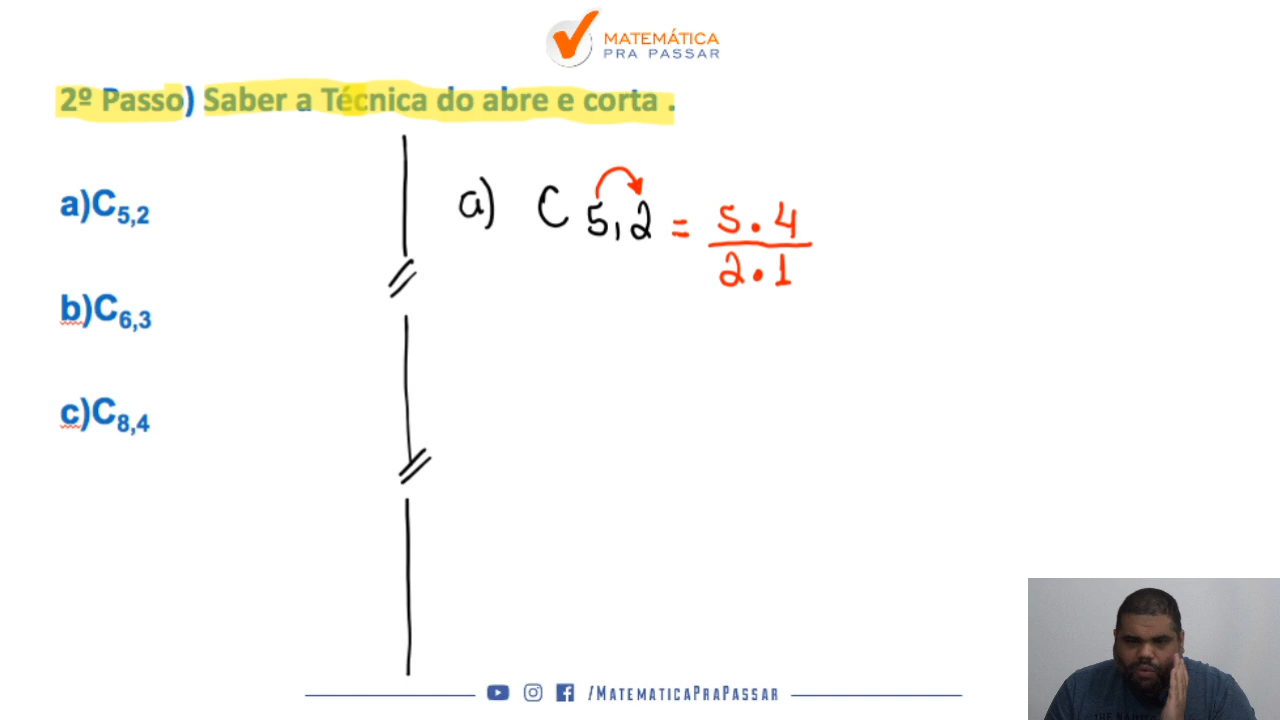 MATEMÁTICA
PRA PASSAR
2º Passo) Saber a Técnica do abre e corta .
a)C5,2
b)C6,3
c)C8,4
a) C 5,2 = 5.4
2.1
/MATEMATICAPRAPASSAR